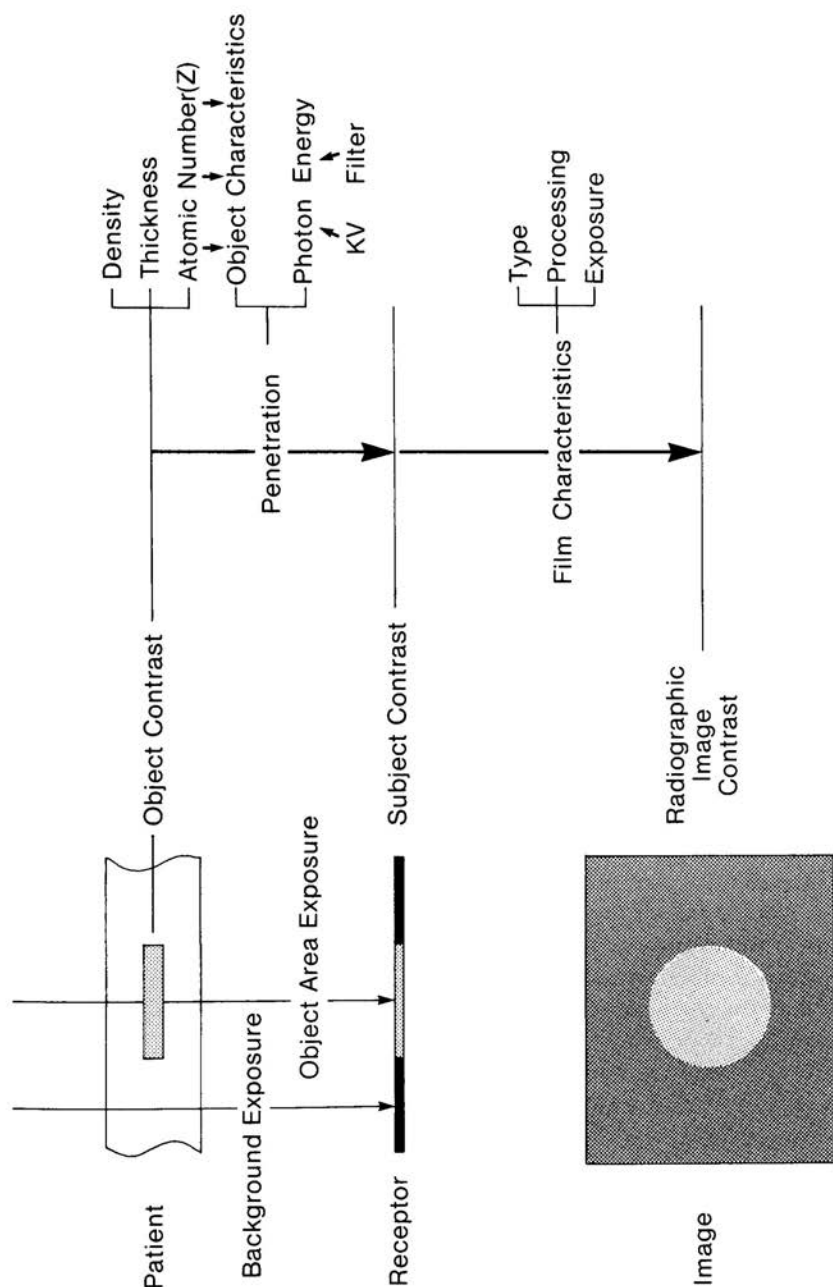 Density
Thickness
Atomic Number(Z)
Object Characteristics
Photon Energy
KV Filter
Penetration
Object Contrast
Patient
Background Exposure
Object Area Exposure
Receptor
Subject Contrast
Type
Processing
Exposure
Film Characteristics
Radiographic
Image
Contrast
Image